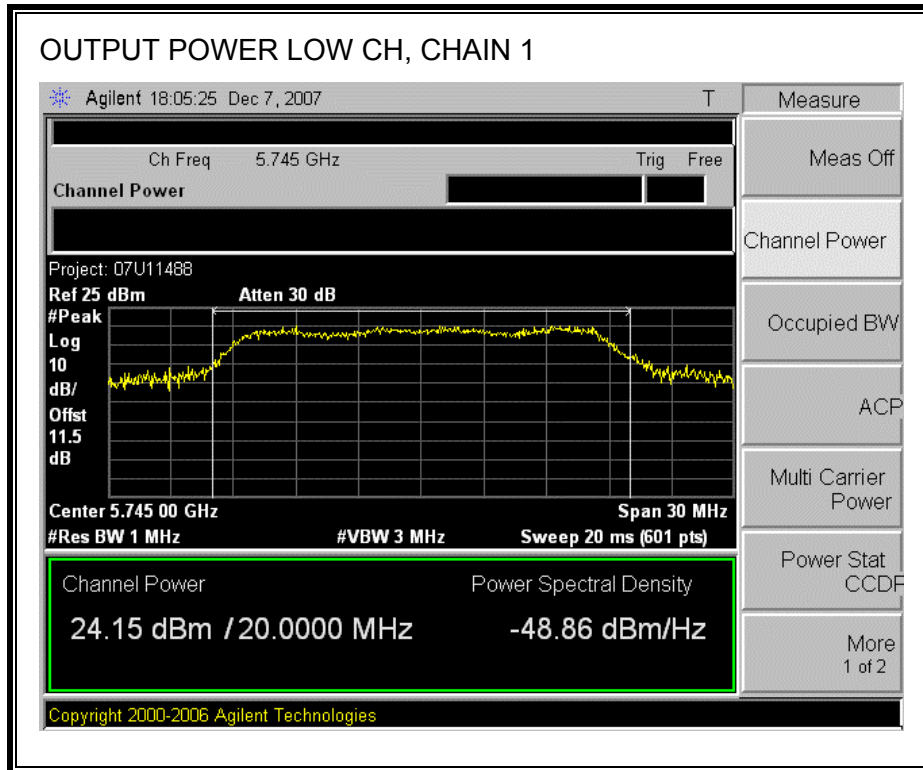 OUTPUT POWER LOW CH, CHAIN 1
Agilent 18:05:25 Dec 7, 2007 T
Measure
Ch Freq 5.745 GHz Trig Free
Channel Power
Meas Off
Channel Power
Occupied BW
ACP
Multi Carrier
Power
Power Stat
CCDF
More
1 of 2
Project: 07U11488
Ref 25 dBm Atten 30 dB
#Peak
Log
10
dB/
Offst
11.5
dB
Center 5.745 00 GHz Span 30 MHz
#Res BW 1 MHz #VBW 3 MHz Sweep 20 ms (601 pts)
Channel Power Power Spectral Density
24.15 dBm / 20.0000 MHz -48.86 dBm/Hz
Copyright 2000-2006 Agilent Technologies